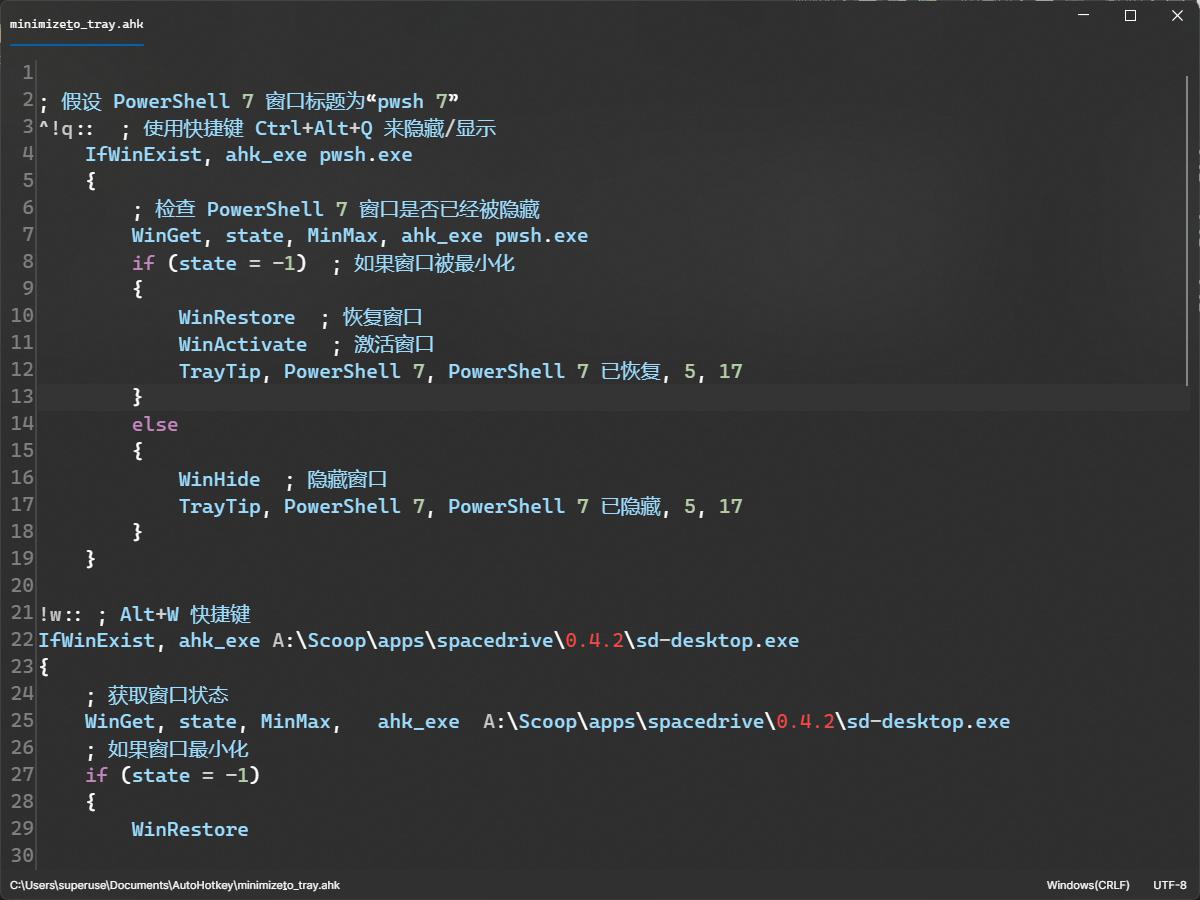 minimizeto_tray.ahk
1
2 ; 假设 PowerShell 7 窗口标题为“pwsh 7”
3 ^!q::  ; 使用快捷键 Ctrl+Alt+Q 来隐藏/显示
4     IfWinExist, ahk_exe pwsh.exe
5     {
6         ; 检查 PowerShell 7 窗口是否已经被隐藏
7         WinGet, state, MinMax, ahk_exe pwsh.exe
8         if (state = -1)  ; 如果窗口被最小化
9         {
10             WinRestore  ; 恢复窗口
11             WinActivate  ; 激活窗口
12             TrayTip, PowerShell 7, PowerShell 7 已恢复, 5, 17
13         }
14         else
15         {
16             WinHide  ; 隐藏窗口
17             TrayTip, PowerShell 7, PowerShell 7 已隐藏, 5, 17
18         }
19     }
20
21 !w:: ; Alt+W 快捷键
22 IfWinExist, ahk_exe A:\Scoop\apps\spacedrive\0.4.2\sd-desktop.exe
23 {
24     ; 获取窗口状态
25     WinGet, state, MinMax,   ahk_exe  A:\Scoop\apps\spacedrive\0.4.2\sd-desktop.exe
26     ; 如果窗口最小化
27     if (state = -1)
28     {
29         WinRestore
30
C:\Users\superuse\Documents\AutoHotkey\minimizeto_tray.ahk Windows(CRLF) UTF-8